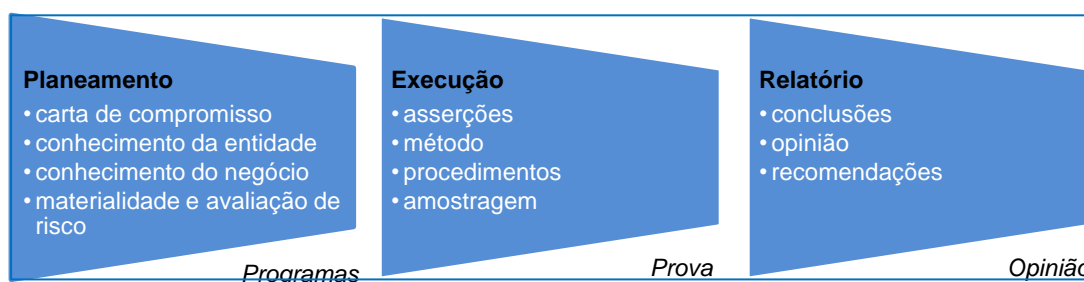 Planeamento
• carta de compromisso
• conhecimento da entidade
• conhecimento do negócio
• materialidade e avaliação de
risco
Programas
Execução
• asserções
• método
• procedimentos
• amostragem
Prova
Relatório
• conclusões
• opinião
• recomendações
Opinião